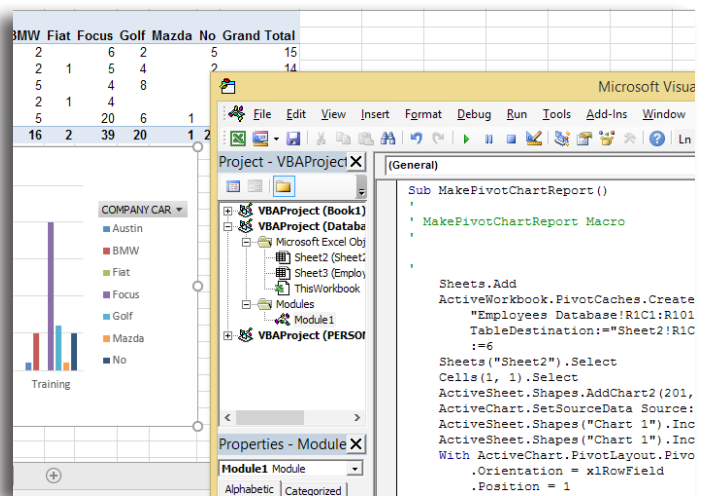 BMW Fiat Focus Golf Mazda No Grand Total
2 6 2 5 15
2 1 5 4 2 14
5 4 8
2 1 4
5 20 6 1
16 2 39 20 1 2
COMPANY CAR
Austin
BMW
Fiat
Focus
Golf
Mazda
No
Training
Microsoft Visua
File Edit View Insert Format Debug Run Tools Add-Ins Window
Ln
Project - VBAProject
VBAProject (Book1)
VBAProject (Databa
Microsoft Excel Obj
Sheet2 (Sheet2
Sheet3 (Employ
ThisWorkbook
Modules
Module1
VBAProject (PERSON
Properties - Module
Module1 Module
Alphabetic Categorized
(General)
Sub MakePivotChartReport()
'
' MakePivotChartReport Macro
'
'
Sheets.Add
ActiveWorkbook.PivotCaches.Create
"Employees Database!R1C1:R101
TableDestination:="Sheet2!R1C
:=6
Sheets("Sheet2").Select
Cells(1, 1).Select
ActiveSheet.Shapes.AddChart2(201,
ActiveChart.SetSourceData Source:
ActiveSheet.Shapes("Chart 1").Inc
ActiveSheet.Shapes("Chart 1").Inc
With ActiveChart.PivotLayout.Pivo
.Orientation = xlRowField
.Position = 1